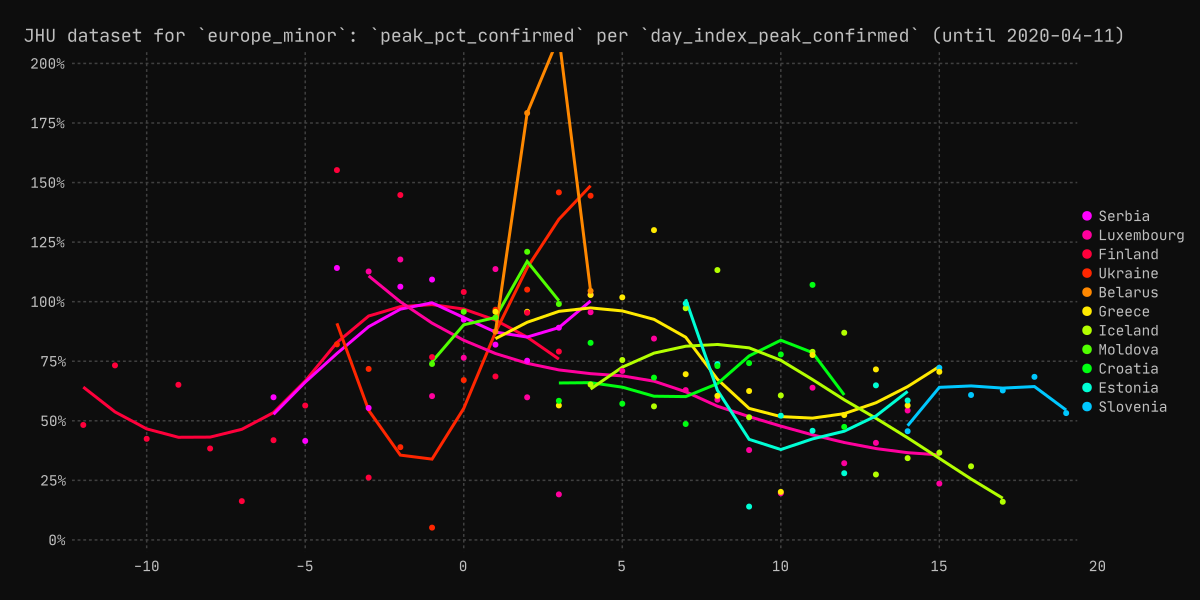 JHU dataset for `europe_minor`: `peak_pct_confirmed` per `day_index_peak_confirmed` (until 2020-04-11)
200%
175%
150%
125%
100%
75%
50%
25%
0%
-10
-5
0
5
10
15
20
Serbia
Luxembourg
Finland
Ukraine
Belarus
Greece
Iceland
Moldova
Croatia
Estonia
Slovenia